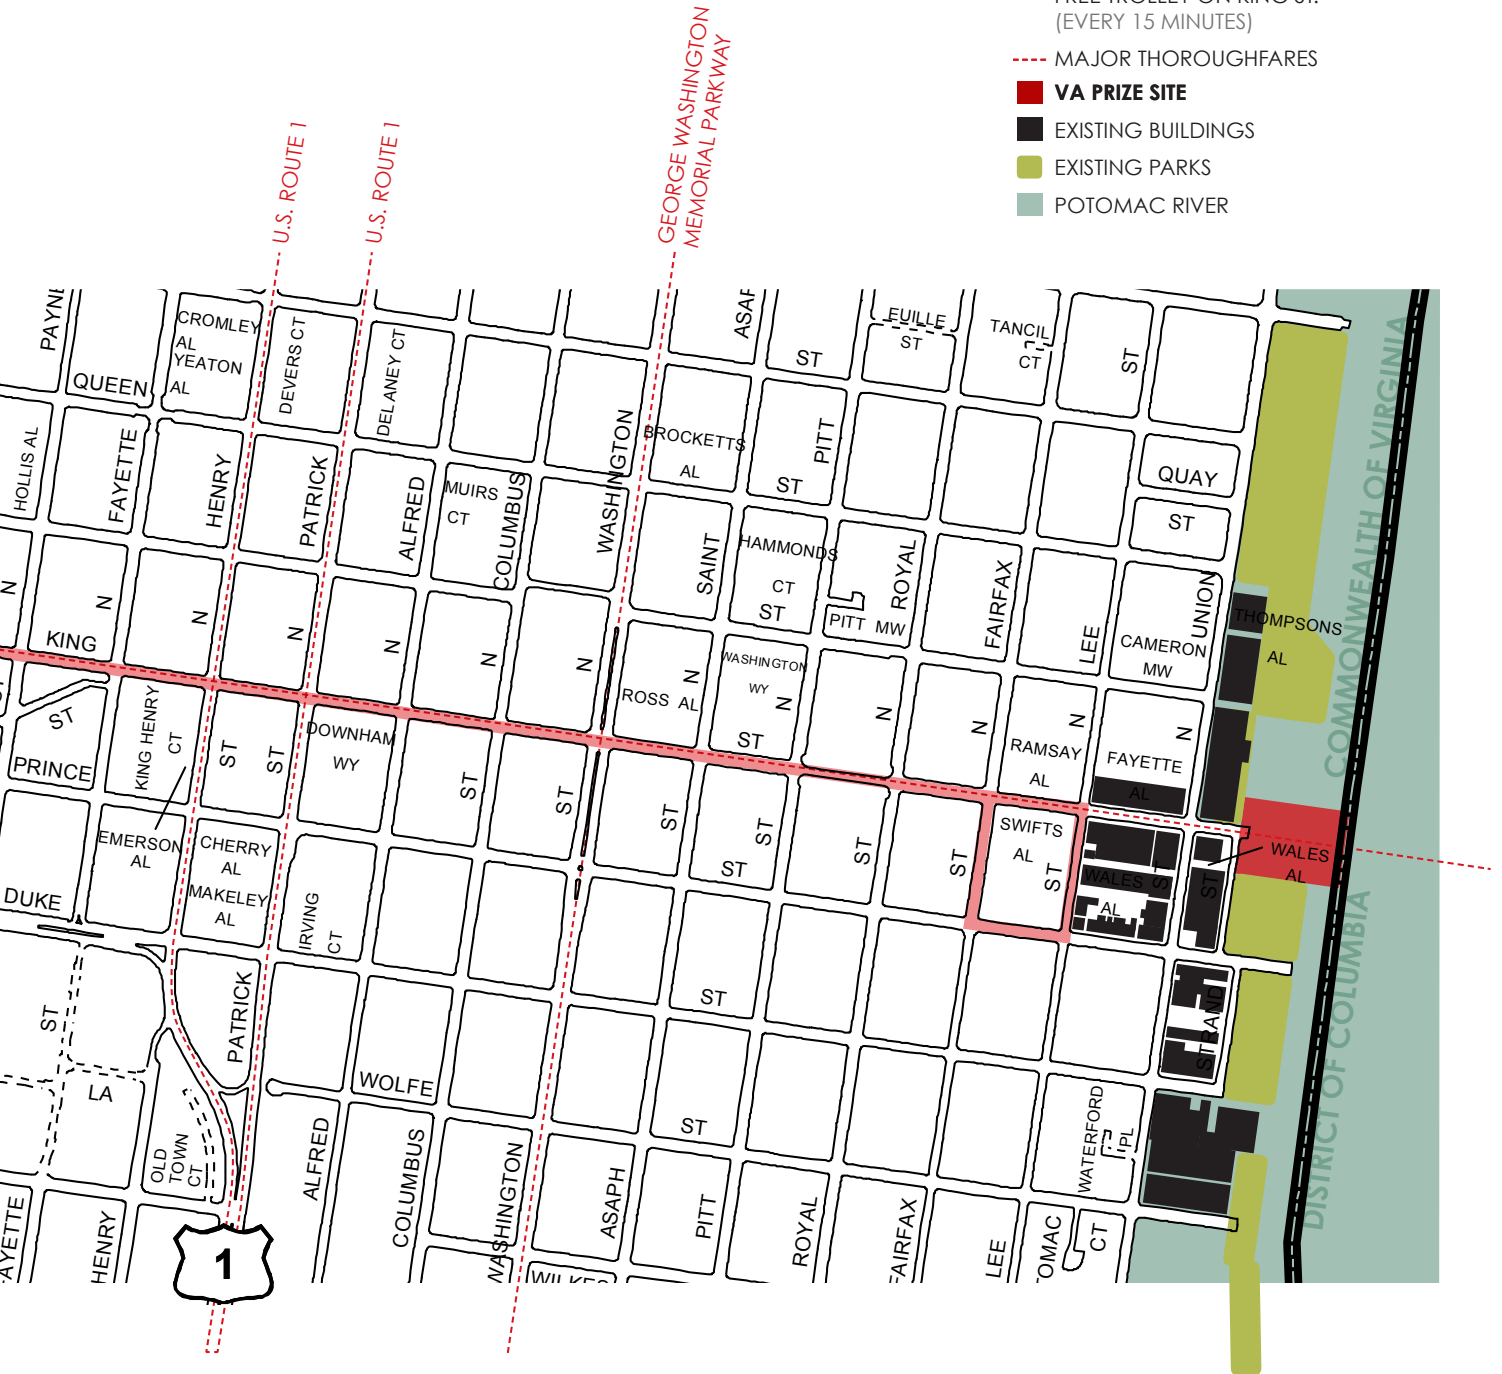 (EVERY 15 MINUTES)
MAJOR THOROUGHFARES
VA PRIZE SITE
EXISTING BUILDINGS
EXISTING PARKS
POTOMAC RIVER
U.S. ROUTE 1
U.S. ROUTE 1
GEORGE WASHINGTON
MEMORIAL PARKWAY
CROMLEY
AL
YEATON
AL
DEVERS CT
DELANEY CT
QUEEN
ST
EUILLE
ST
TANCIL
CT
ST
HOLLIS AL
FAYETTE
HENRY
PATRICK
ALFRED
MUIRS
CT
COLUMBUS
WASHINGTON
BROCKETTS
AL
ST
PITT
QUAY
ST
SAINT
HAMMONDS
CT
ST
ROYAL
PITT MW
FAIRFAX
LEE
CAMERON
MW
UNION
THOMPSONS
AL
COMMONWEALTH OF VIRGINIA
N
N
N
N
N
N
N
N
N
N
N
N
N
KING
ST
ROSS AL
WASHINGTON
WY
ST
RAMSAY
AL
FAYETTE
AL
PRINCE
KING HENRY
CT
ST
ST
DOWNHAM
WY
ST
ST
ST
ST
ST
ST
ST
SWIFTS
AL
ST
WALES
AL
ST
ST
WALES
AL
EMERSON
AL
CHERRY
AL
MAKELEY
AL
DUKE
IRVING
CT
ST
PATRICK
ST
STRAND
DISTRICT OF COLUMBIA
LA
WOLFE
ST
OLD
TOWN
CT
WATERFORD
PL
HENRY
ALFRED
COLUMBUS
WASHINGTON
ASAPH
PITT
ROYAL
FAIRFAX
LEE
CT
1